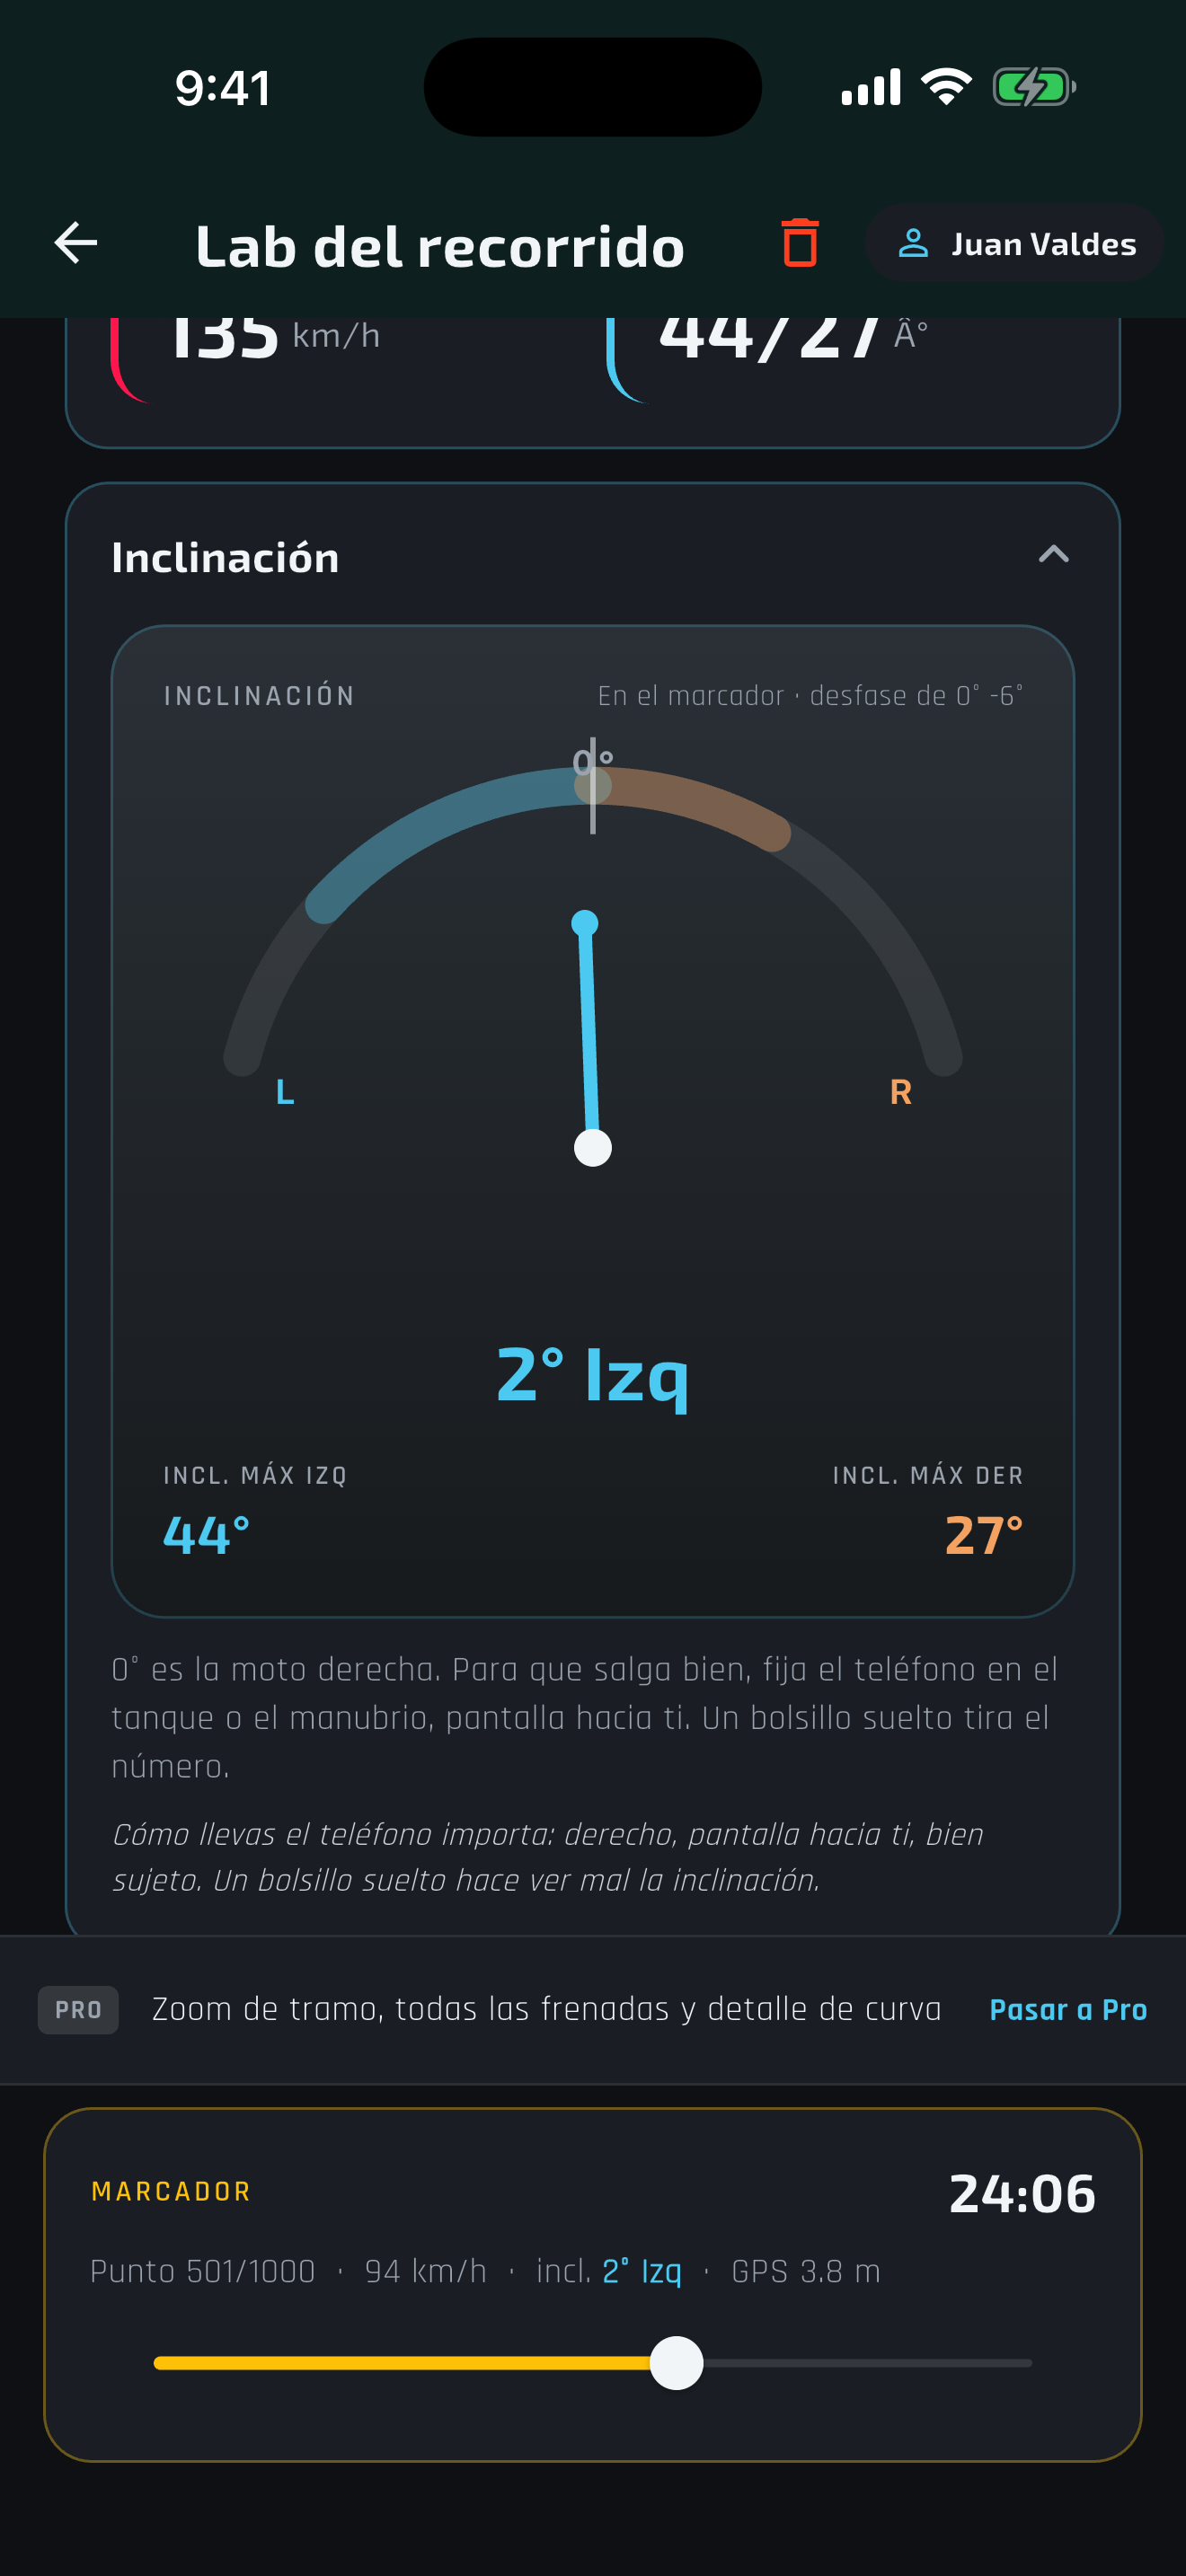 9:41
Lab del recorrido
Juan Valdes
135 km/h
44/27 Â°
Inclinación
INCLINACIÓN
En el marcador · desfase de 0° -6°
0°
L
R
2° Izq
INCL. MÁX IZQ
INCL. MÁX DER
44°
27°
0° es la moto derecha. Para que salga bien, fija el teléfono en el
tanque o el manubrio, pantalla hacia ti. Un bolsillo suelto tira el
número.
Cómo llevas el teléfono importa: derecho, pantalla hacia ti, bien
sujeto. Un bolsillo suelto hace ver mal la inclinación.
PRO Zoom de tramo, todas las frenadas y detalle de curva Pasar a Pro
MARCADOR
24:06
Punto 501/1000 · 94 km/h · incl. 2° Izq · GPS 3.8 m